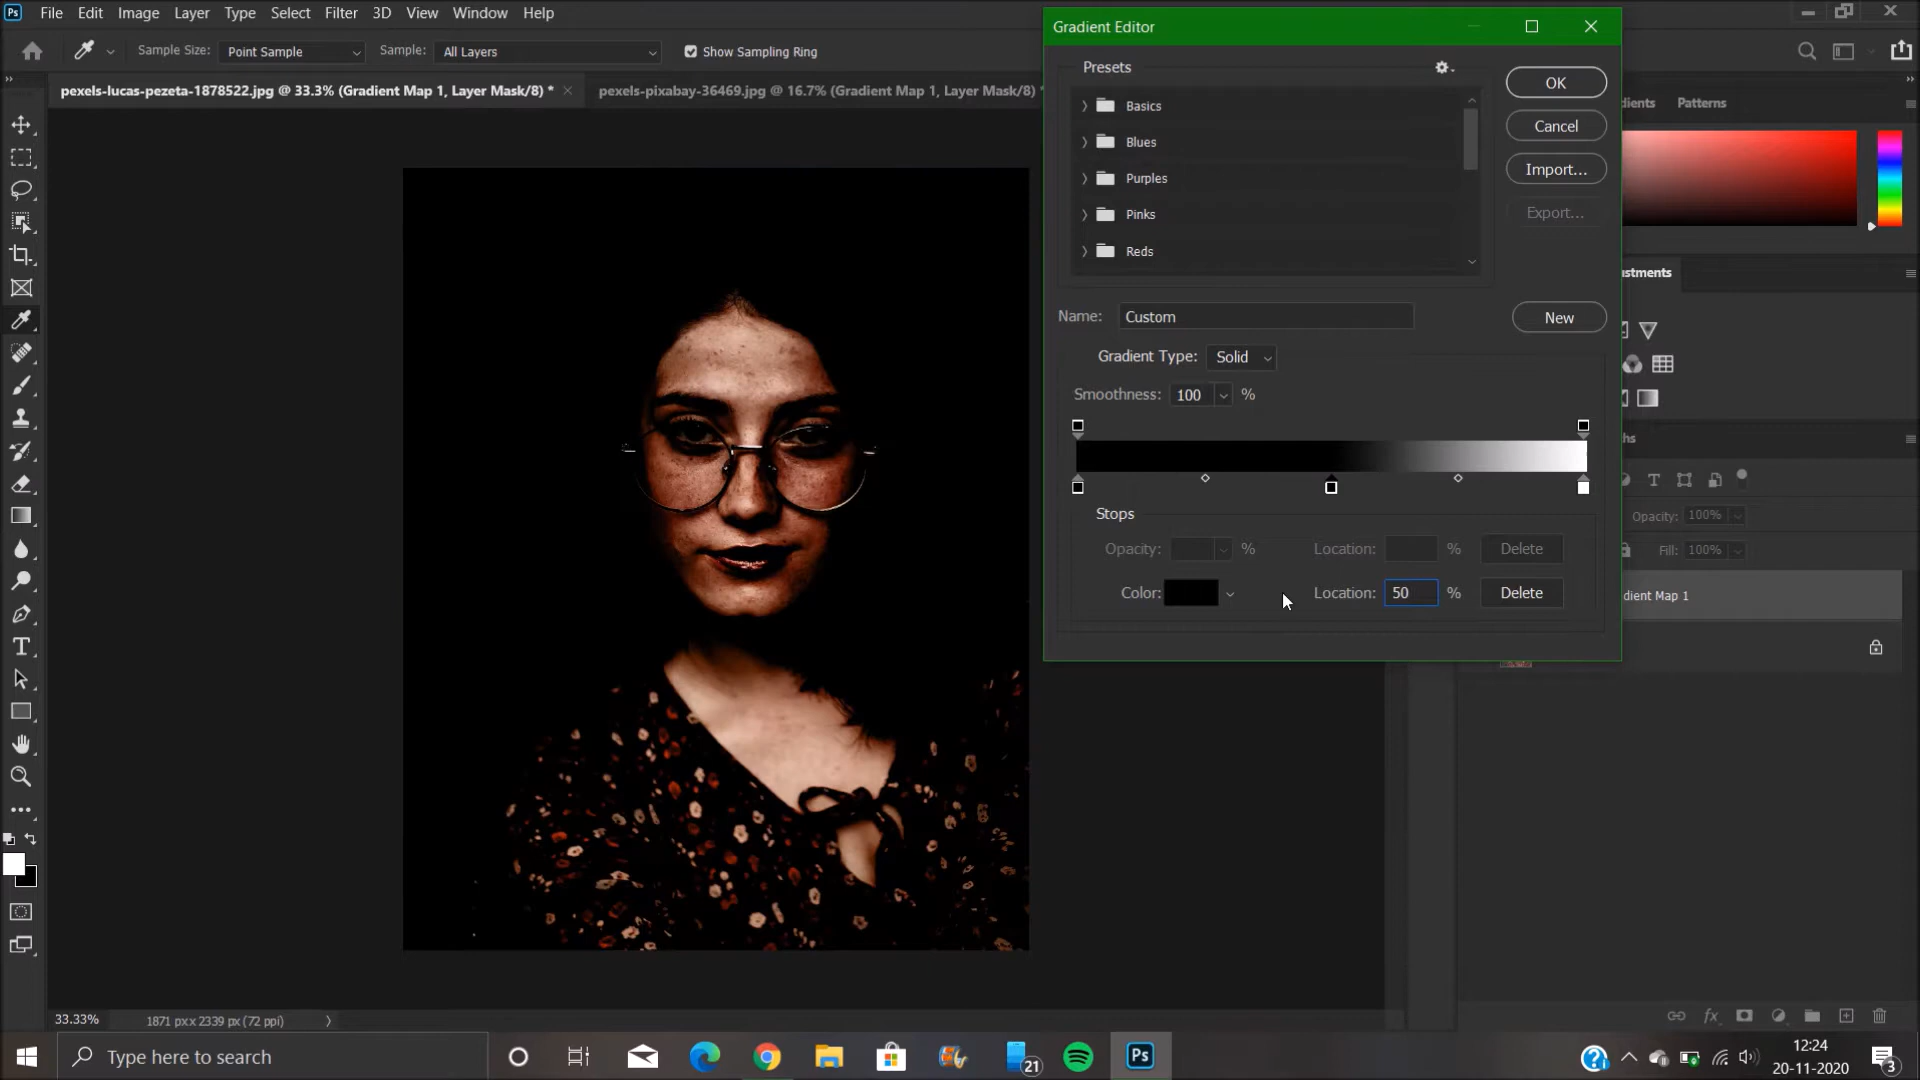 Ps File Edit Image Layer Type Select Filter 3D View Window Help
Sample Size: Point Sample Sample: All Layers Show Sampling Ring
pexels-lucas-pezeta-1878522.jpg @ 33.3% (Gradient Map 1, Layer Mask/8) * pexels-pixabay-36469.jpg @ 16.7% (Gradient Map 1, Layer Mask/8) *
Gradient Editor
Presets
Basics
Blues
Purples
Pinks
Reds
OK
Cancel
Import...
Export...
Name: Custom New
Gradient Type: Solid
Smoothness: 100 %
Stops
Opacity: % Location: % Delete
Color: Location: 50 % Delete
dients Patterns
ustments
hs
Opacity: 100%
Fill: 100%
dient Map 1
T
33.33% 1871 px x 2339 px (72 ppi)
fx
Type here to search
21
Ps
12:24
20-11-2020
3